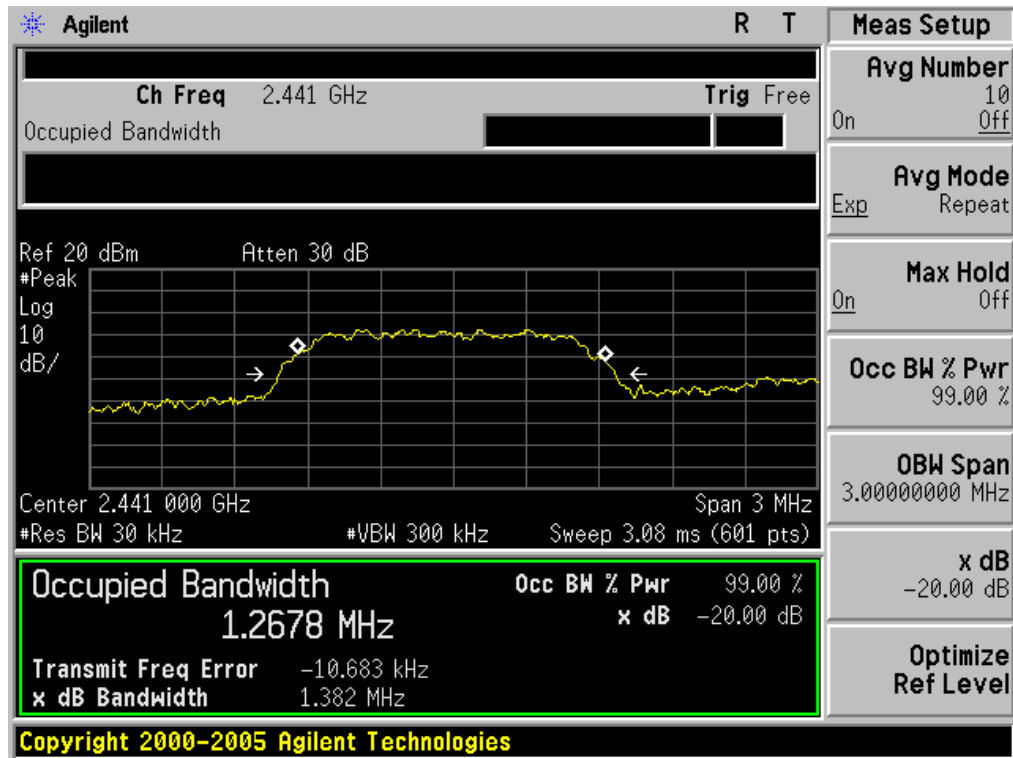 Agilent R T
Ch Freq 2.441 GHz Trig Free
Occupied Bandwidth
Ref 20 dBm Atten 30 dB
#Peak
Log
10
dB/
Center 2.441 000 GHz Span 3 MHz
#Res BW 30 kHz #VBW 300 kHz Sweep 3.08 ms (601 pts)
Occupied Bandwidth Occ BW % Pwr 99.00 %
1.2678 MHz x dB -20.00 dB
Transmit Freq Error -10.683 kHz
x dB Bandwidth 1.382 MHz
Copyright 2000-2005 Agilent Technologies
Meas Setup
Avg Number
10
On Off
Avg Mode
Exp Repeat
Max Hold
On Off
Occ BW % Pwr
99.00 %
OBW Span
3.00000000 MHz
x dB
-20.00 dB
Optimize
Ref Level